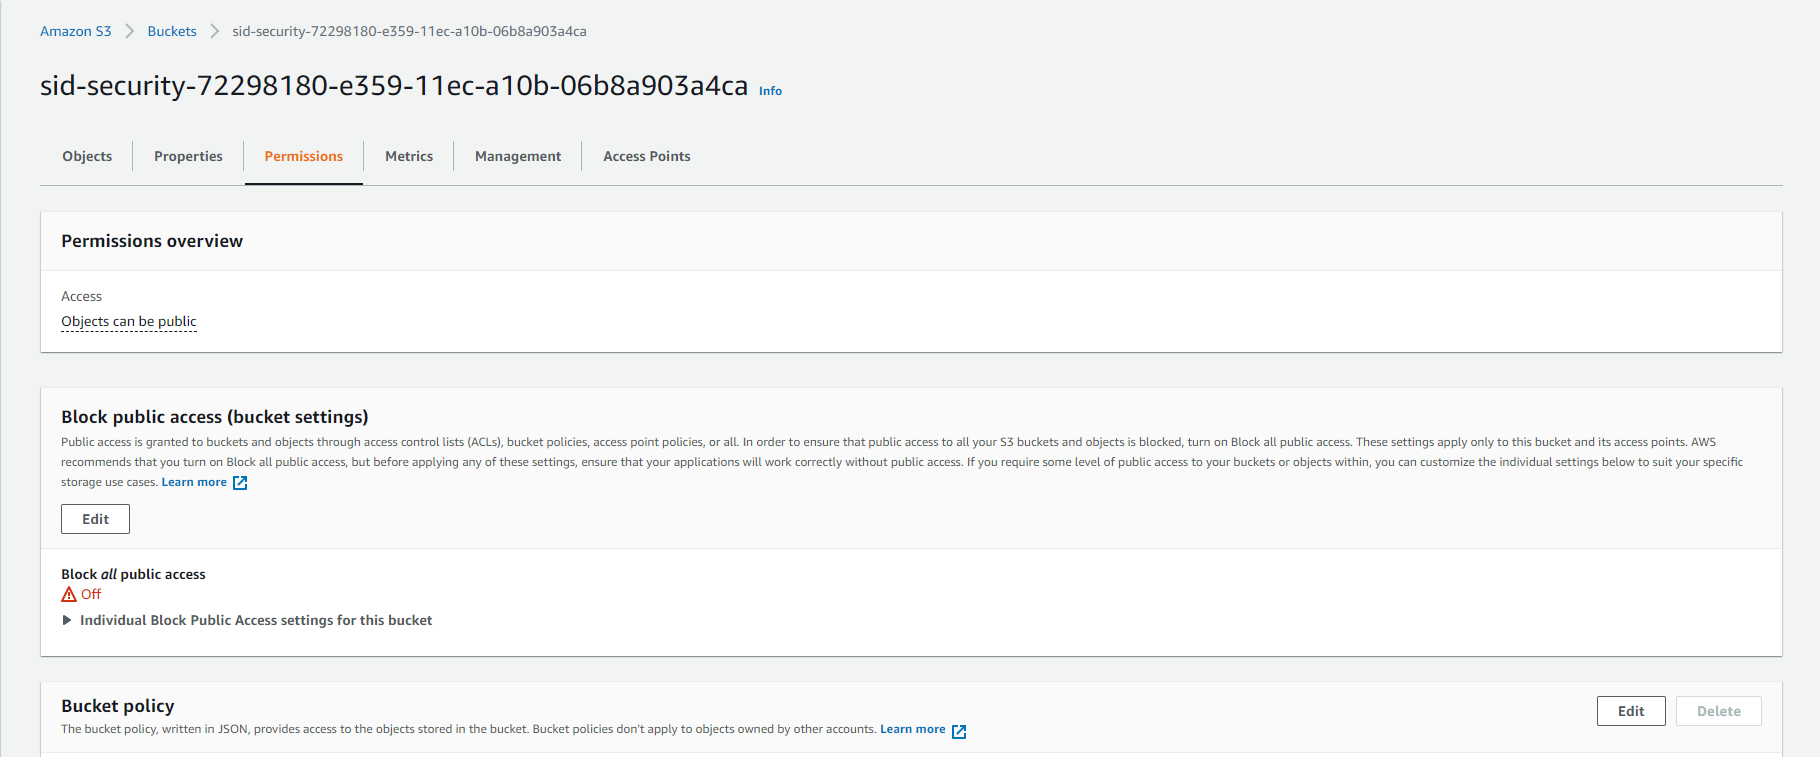 Amazon S3 > Buckets > sid-security-72298180-e359-11ec-a10b-06b8a903a4ca
sid-security-72298180-e359-11ec-a10b-06b8a903a4ca Info
Objects Properties Permissions Metrics Management Access Points
Permissions overview
Access
Objects can be public
Block public access (bucket settings)
Public access is granted to buckets and objects through access control lists (ACLs), bucket policies, access point policies, or all. In order to ensure that public access to all your S3 buckets and objects is blocked, turn on Block all public access. These settings apply only to this bucket and its access points. AWS
recommends that you turn on Block all public access, but before applying any of these settings, ensure that your applications will work correctly without public access. If you require some level of public access to your buckets or objects within, you can customize the individual settings below to suit your specific
storage use cases. Learn more
Edit
Block all public access
Off
Individual Block Public Access settings for this bucket
Bucket policy
Edit Delete
The bucket policy, written in JSON, provides access to the objects stored in the bucket. Bucket policies don't apply to objects owned by other accounts. Learn more